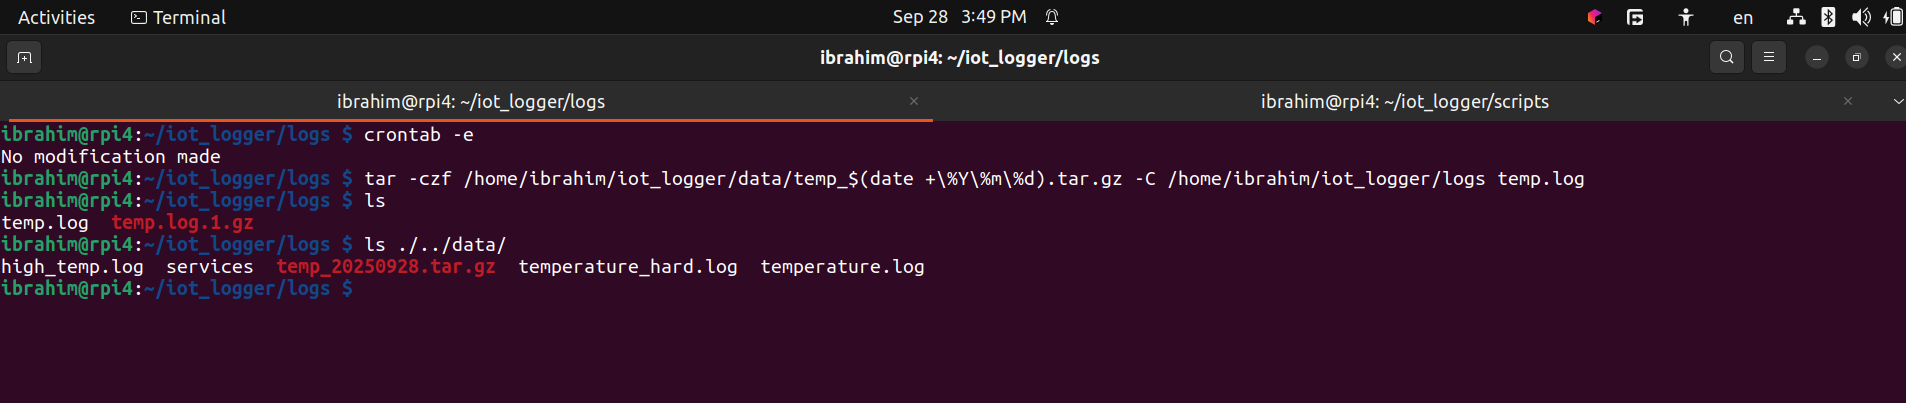 Activities Terminal Sep 28 3:49 PM en
ibrahim@rpi4: ~/iot_logger/logs
ibrahim@rpi4: ~/iot_logger/logs × ibrahim@rpi4: ~/iot_logger/scripts ×
ibrahim@rpi4:~/iot_logger/logs $ crontab -e
No modification made
ibrahim@rpi4:~/iot_logger/logs $ tar -czf /home/ibrahim/iot_logger/data/temp_$(date +\%Y\%m\%d).tar.gz -C /home/ibrahim/iot_logger/logs temp.log
ibrahim@rpi4:~/iot_logger/logs $ ls
temp.log temp.log.1.gz
ibrahim@rpi4:~/iot_logger/logs $ ls ./../data/
high_temp.log services temp_20250928.tar.gz temperature_hard.log temperature.log
ibrahim@rpi4:~/iot_logger/logs $